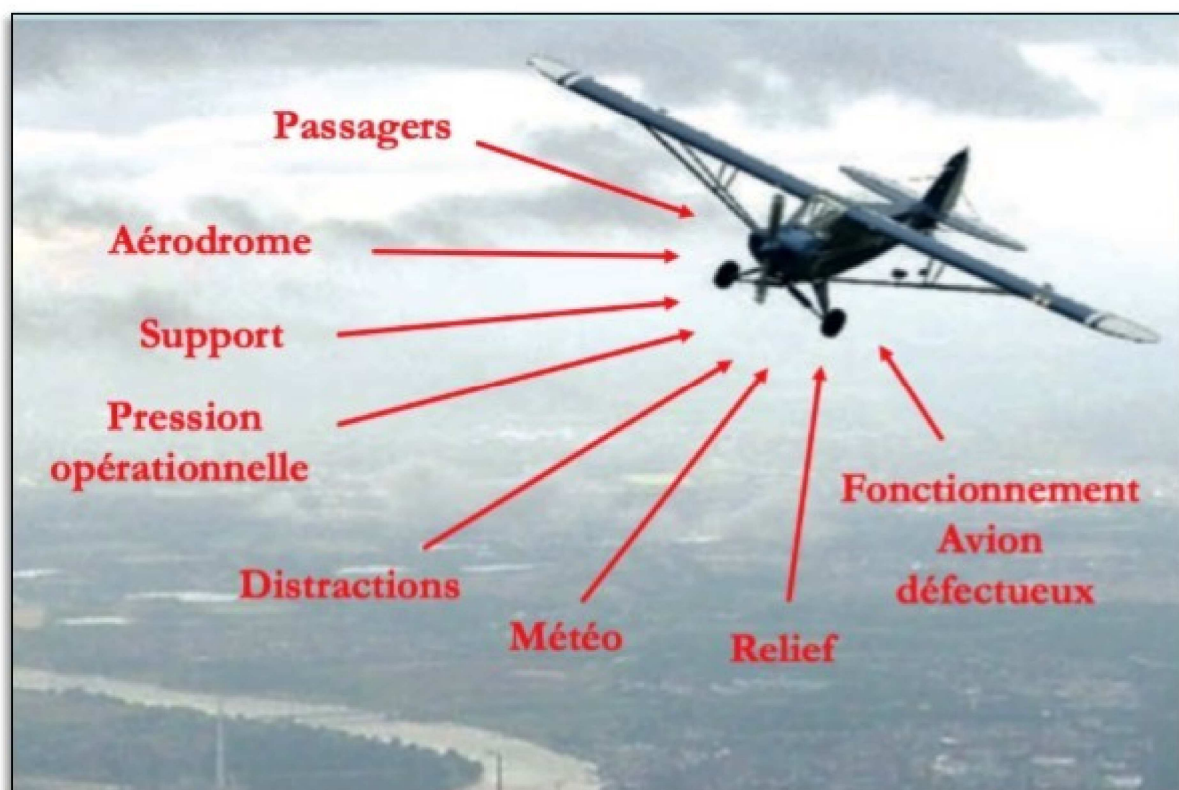 Passagers
Aérodrome
Support
Pression
opérationnelle
Distractions
Météo
Relief
Fonctionnement
Avion
défectueux